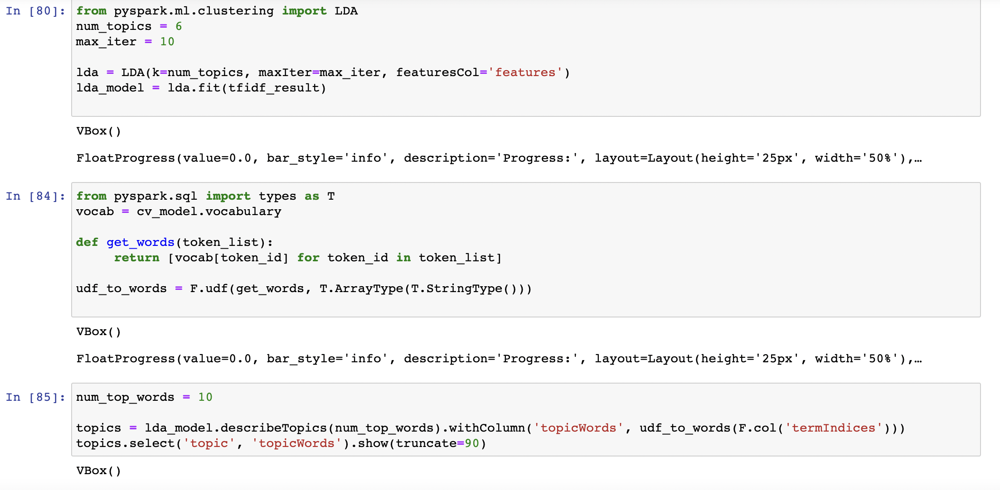 In [80]: from pyspark.ml.clustering import LDA
num_topics = 6
max_iter = 10
lda = LDA(k=num_topics, maxIter=max_iter, featuresCol='features')
lda_model = lda.fit(tfidf_result)
VBox()
FloatProgress(value=0.0, bar_style='info', description='Progress:', layout=Layout(height='25px', width='50%'),…
In [84]: from pyspark.sql import types as T
vocab = cv_model.vocabulary
def get_words(token_list):
     return [vocab[token_id] for token_id in token_list]
udf_to_words = F.udf(get_words, T.ArrayType(T.StringType()))
VBox()
FloatProgress(value=0.0, bar_style='info', description='Progress:', layout=Layout(height='25px', width='50%'),…
In [85]: num_top_words = 10
topics = lda_model.describeTopics(num_top_words).withColumn('topicWords', udf_to_words(F.col('termIndices')))
topics.select('topic', 'topicWords').show(truncate=90)
VBox()